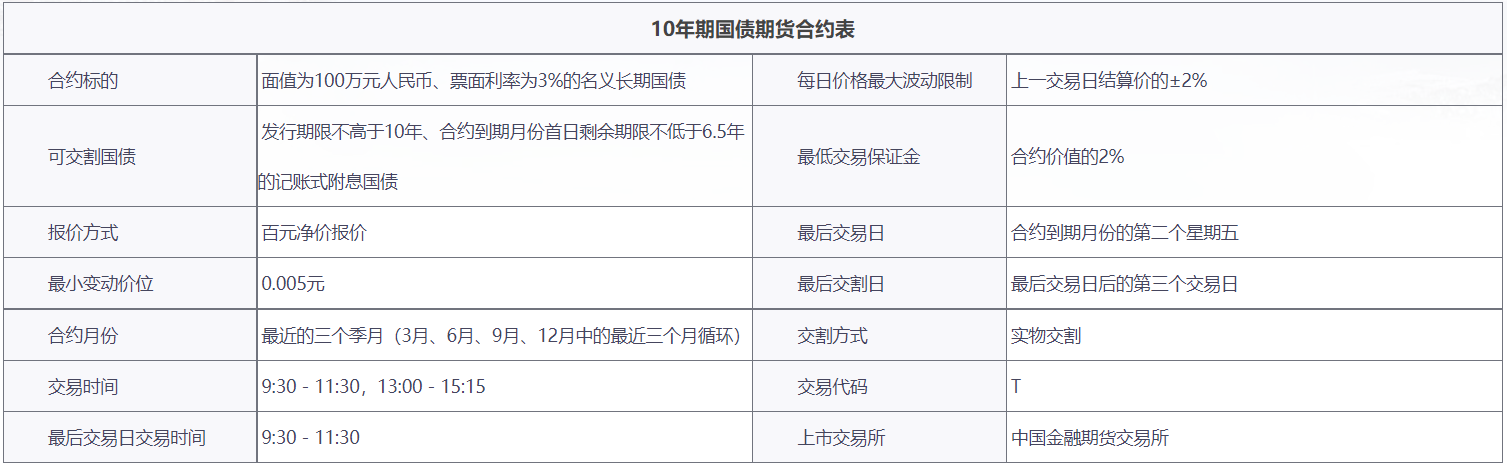 10年期国债期货合约表
合约标的 面值为100万元人民币、票面利率为3%的名义长期国债 每日价格最大波动限制 上一交易日结算价的±2%
可交割国债 发行期限不高于10年、合约到期月份首日剩余期限不低于6.5年
的记账式附息国债 最低交易保证金 合约价值的2%
报价方式 百元净价报价 最后交易日 合约到期月份的第二个星期五
最小变动价位 0.005元 最后交割日 最后交易日后的第三个交易日
合约月份 最近的三个季月（3月、6月、9月、12月中的最近三个月循环） 交割方式 实物交割
交易时间 9:30 - 11:30，13:00 - 15:15 交易代码 T
最后交易日交易时间 9:30 - 11:30 上市交易所 中国金融期货交易所